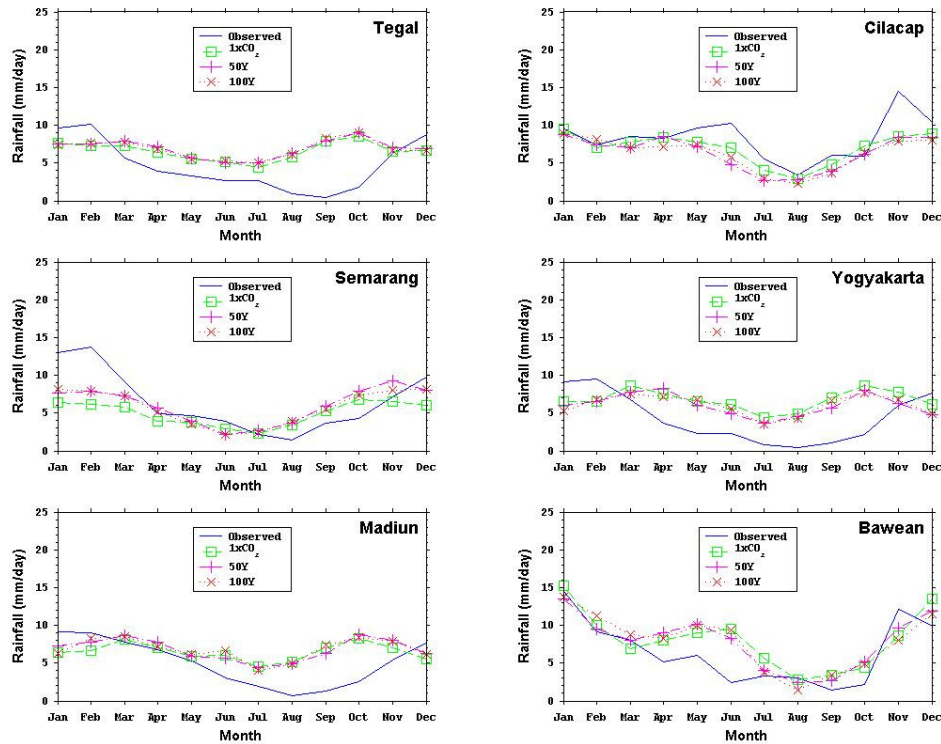 Tegal
25
20
15
10
5
0
Rainfall (mm/day)
Observed
1xCO₂
50Y
100Y
Jan Feb Mar Apr May Jun Jul Aug Sep Oct Nov Dec
Month
Cilacap
25
20
15
10
5
0
Rainfall (mm/day)
Observed
1xCO₂
50Y
100Y
Jan Feb Mar Apr May Jun Jul Aug Sep Oct Nov Dec
Month
Semarang
25
20
15
10
5
0
Rainfall (mm/day)
Observed
1xCO₂
50Y
100Y
Jan Feb Mar Apr May Jun Jul Aug Sep Oct Nov Dec
Month
Yogyakarta
25
20
15
10
5
0
Rainfall (mm/day)
Observed
1xCO₂
50Y
100Y
Jan Feb Mar Apr May Jun Jul Aug Sep Oct Nov Dec
Month
Madiun
25
20
15
10
5
0
Rainfall (mm/day)
Observed
1xCO₂
50Y
100Y
Jan Feb Mar Apr May Jun Jul Aug Sep Oct Nov Dec
Month
Bawean
25
20
15
10
5
0
Rainfall (mm/day)
Observed
1xCO₂
50Y
100Y
Jan Feb Mar Apr May Jun Jul Aug Sep Oct Nov Dec
Month